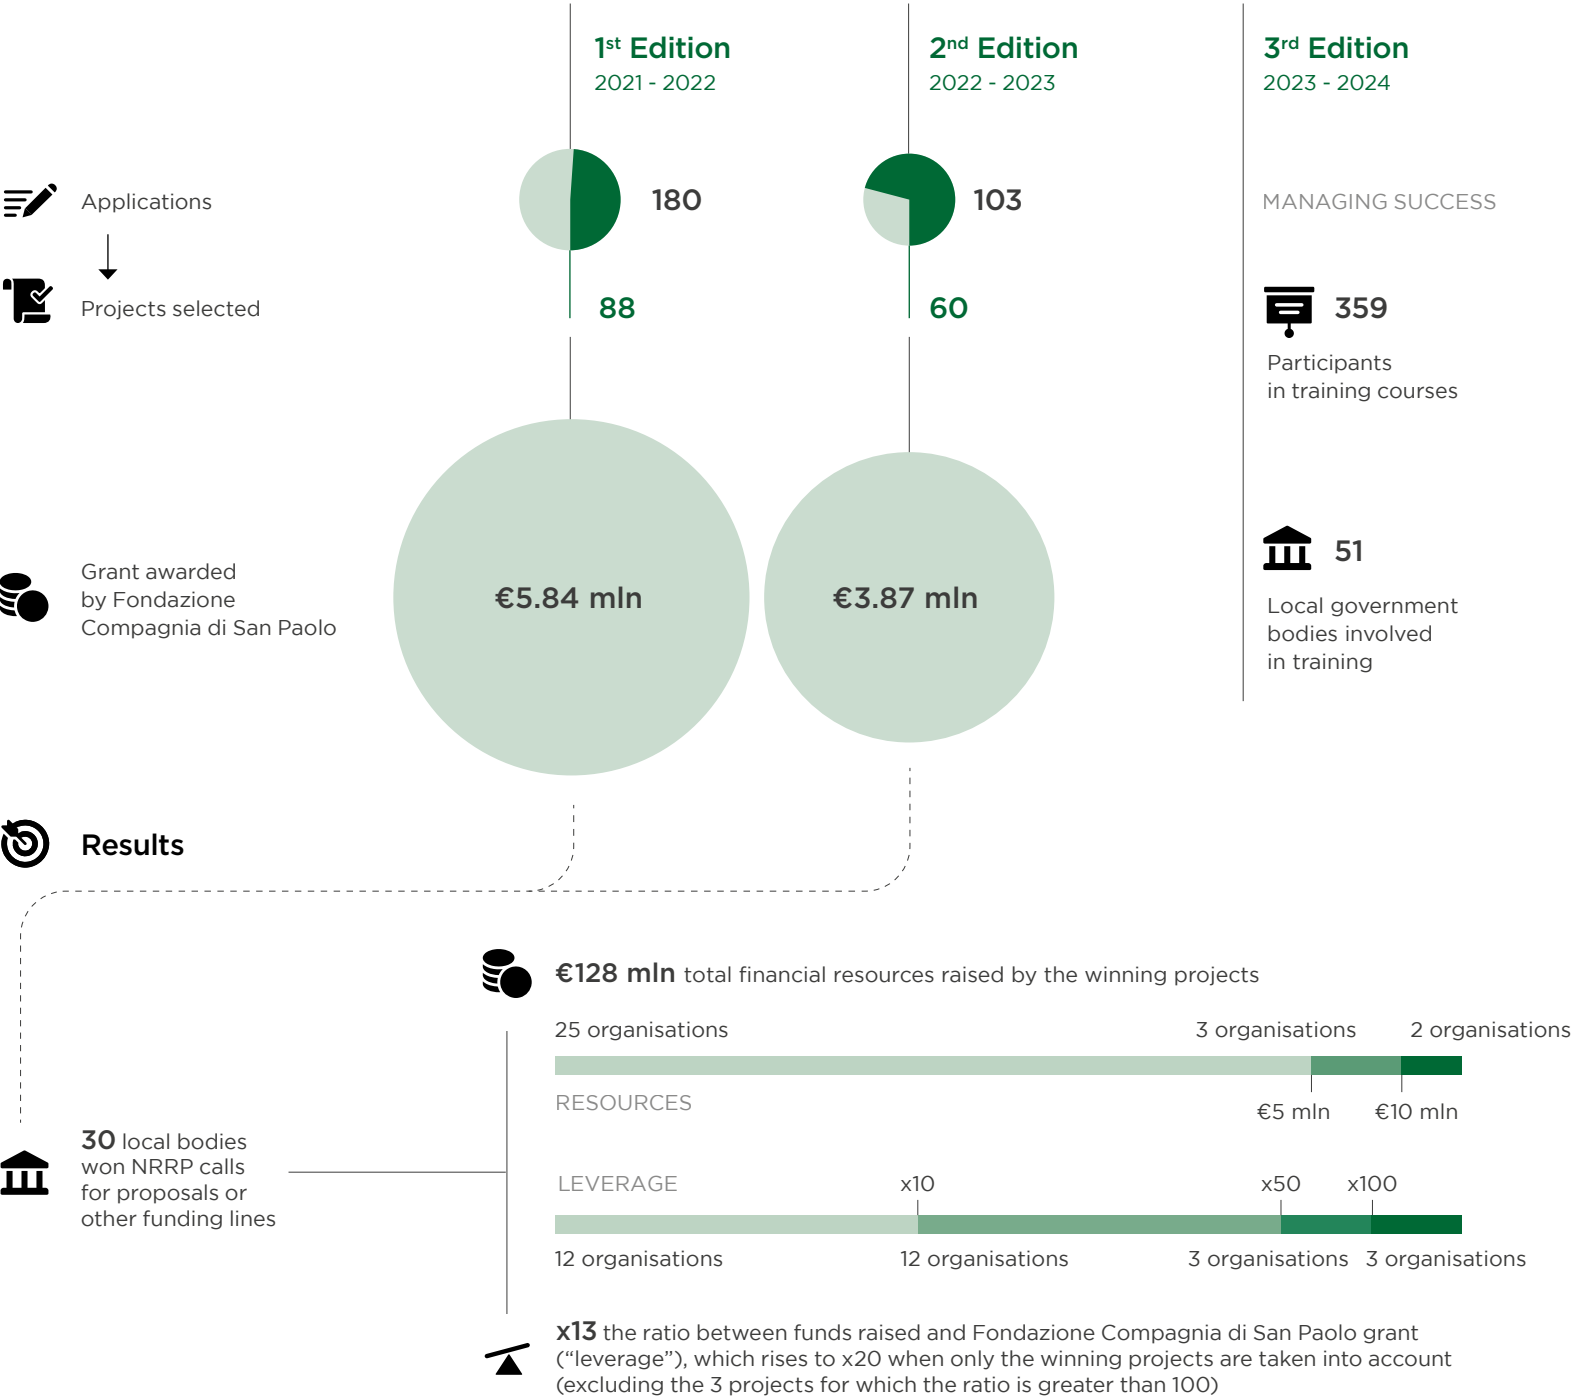 1st Edition
2021 - 2022
2nd Edition
2022 - 2023
3rd Edition
2023 - 2024
Applications
180
103
MANAGING SUCCESS
Projects selected
88
60
359
Participants
in training courses
Grant awarded
by Fondazione
Compagnia di San Paolo
€5.84 mln
€3.87 mln
51
Local government
bodies involved
in training
Results
€128 mln total financial resources raised by the winning projects
25 organisations
3 organisations
2 organisations
RESOURCES
€5 mln
€10 mln
30 local bodies
won NRRP calls
for proposals or
other funding lines
LEVERAGE
x10
x50
x100
12 organisations
12 organisations
3 organisations
3 organisations
x13 the ratio between funds raised and Fondazione Compagnia di San Paolo grant
(“leverage”), which rises to x20 when only the winning projects are taken into account
(excluding the 3 projects for which the ratio is greater than 100)